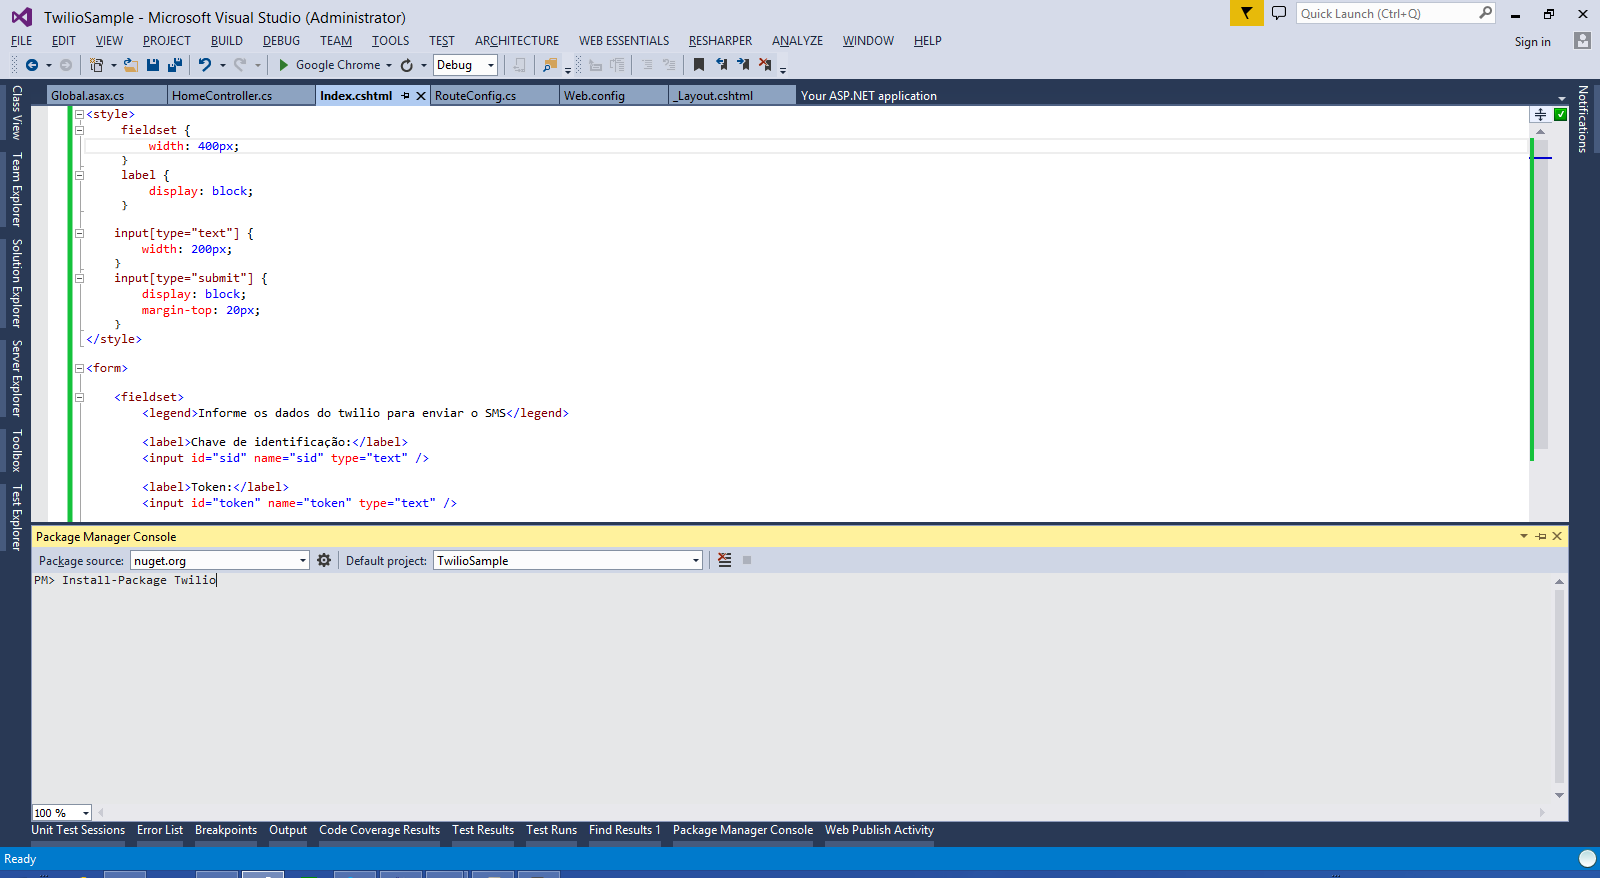 TwilioSample - Microsoft Visual Studio (Administrator)
Quick Launch (Ctrl+Q)
FILE EDIT VIEW PROJECT BUILD DEBUG TEAM TOOLS TEST ARCHITECTURE WEB ESSENTIALS RESHARPER ANALYZE WINDOW HELP
Sign in
Google Chrome Debug
Class View
Team Explorer
Solution Explorer
Server Explorer
Toolbox
Test Explorer
Global.asax.cs HomeController.cs Index.cshtml RouteConfig.cs Web.config _Layout.cshtml Your ASP.NET application
Notifications
<style>
fieldset {
width: 400px;
}
label {
display: block;
}
input[type="text"] {
width: 200px;
}
input[type="submit"] {
display: block;
margin-top: 20px;
}
</style>
<form>
<fieldset>
<legend>Informe os dados do twilio para enviar o SMS</legend>
<label>Chave de identificação:</label>
<input id="sid" name="sid" type="text" />
<label>Token:</label>
<input id="token" name="token" type="text" />
Package Manager Console
Package source: nuget.org Default project: TwilioSample
PM> Install-Package Twilio
100 %
Unit Test Sessions Error List Breakpoints Output Code Coverage Results Test Results Test Runs Find Results 1 Package Manager Console Web Publish Activity
Ready